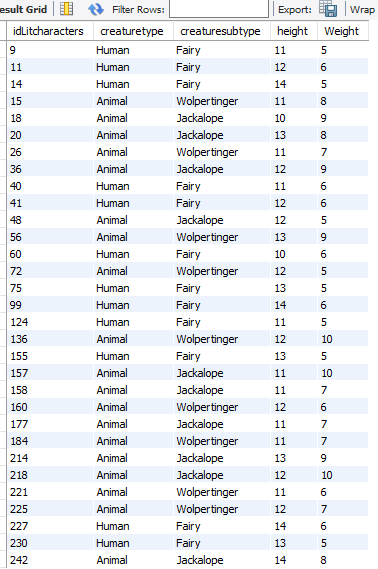 esult Grid Filter Rows: Export: Wrap
idLitcharacters creaturetype creaturesubtype height Weight
9 Human Fairy 11 5
11 Human Fairy 12 6
14 Human Fairy 14 5
15 Animal Wolpertinger 11 8
18 Animal Jackalope 10 9
20 Animal Jackalope 13 8
26 Animal Wolpertinger 11 7
36 Animal Jackalope 12 9
40 Human Fairy 11 6
41 Human Fairy 12 6
48 Animal Jackalope 12 5
56 Animal Wolpertinger 13 9
60 Human Fairy 10 6
72 Animal Wolpertinger 12 5
75 Human Fairy 13 5
99 Human Fairy 14 6
124 Human Fairy 11 5
136 Animal Wolpertinger 12 10
155 Human Fairy 13 5
157 Animal Jackalope 11 10
158 Animal Jackalope 11 7
160 Animal Wolpertinger 12 6
177 Animal Jackalope 11 7
184 Animal Wolpertinger 11 7
214 Animal Jackalope 13 9
218 Animal Jackalope 12 10
221 Animal Wolpertinger 11 6
225 Animal Wolpertinger 12 7
227 Human Fairy 14 6
230 Human Fairy 13 5
242 Animal Jackalope 14 8